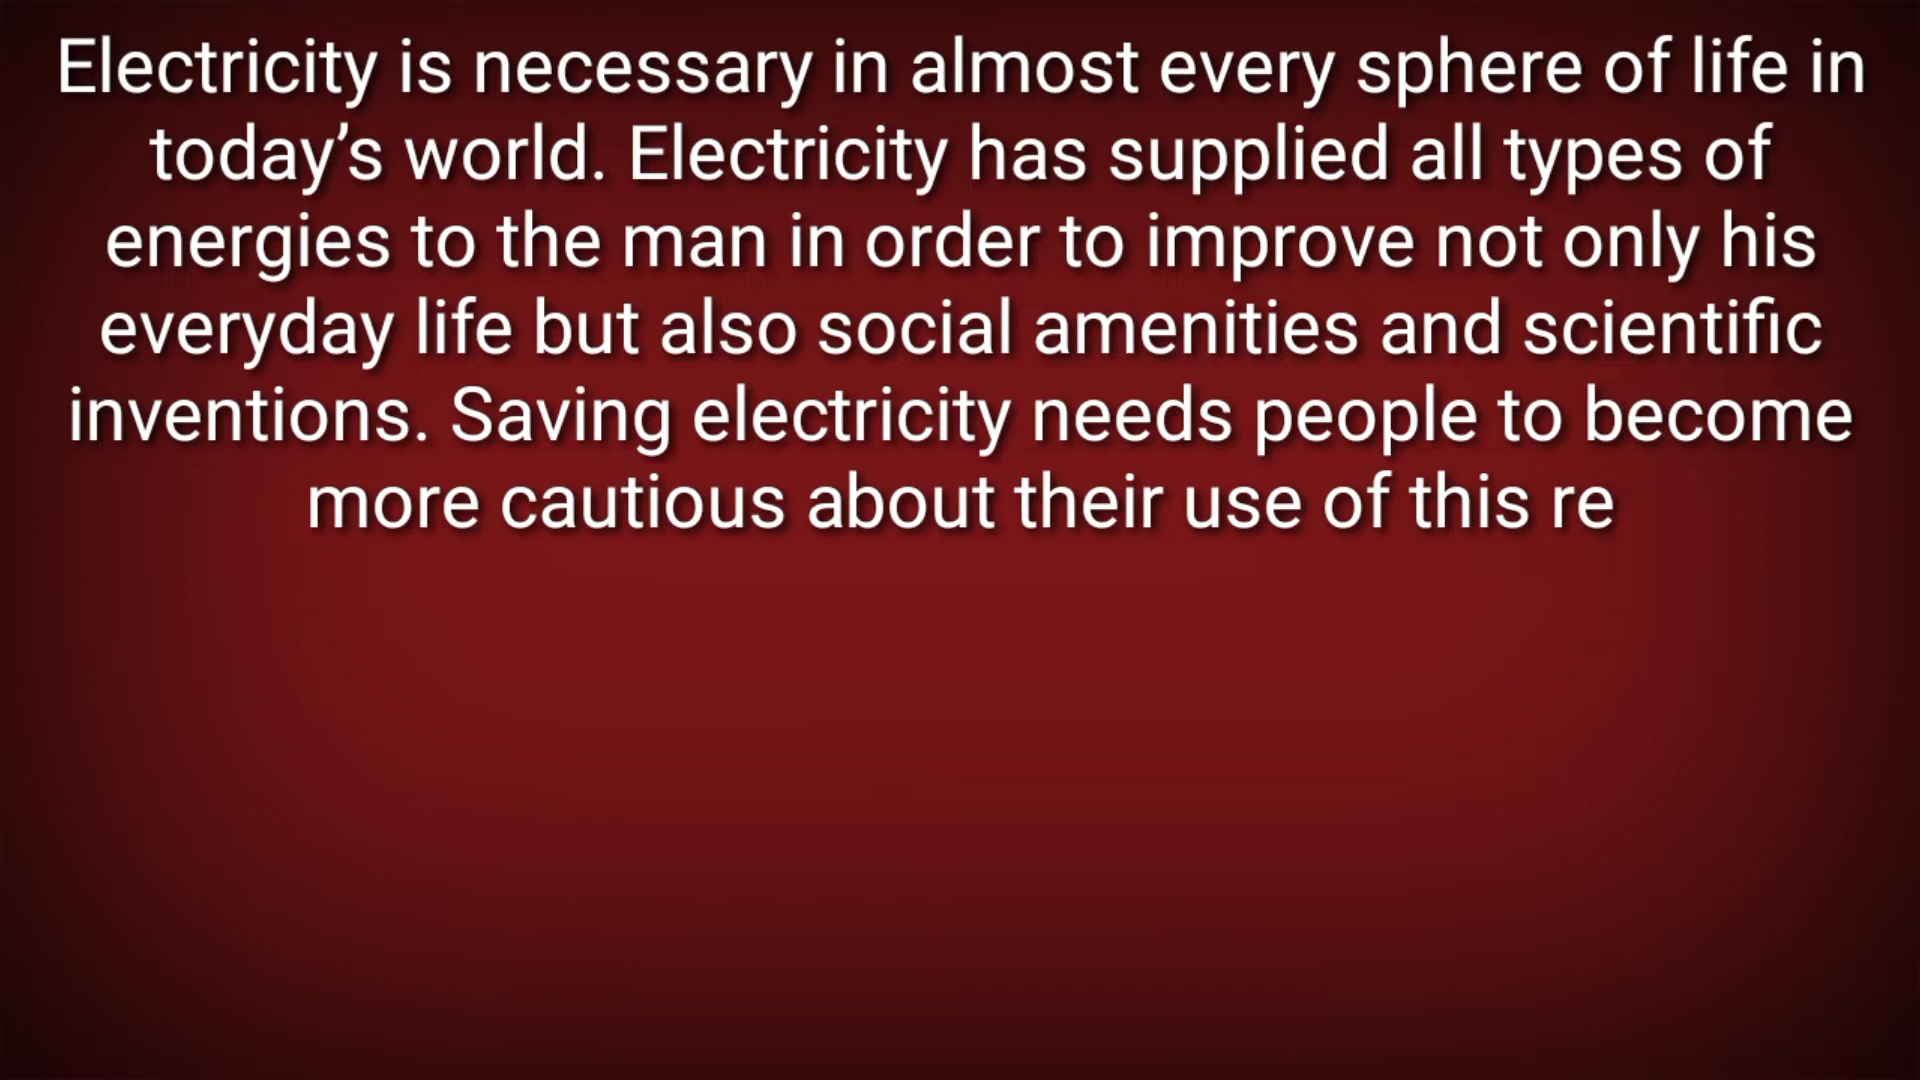 Electricity is necessary in almost every sphere of life in
today’s world. Electricity has supplied all types of
energies to the man in order to improve not only his
everyday life but also social amenities and scientific
inventions. Saving electricity needs people to become
more cautious about their use of this re